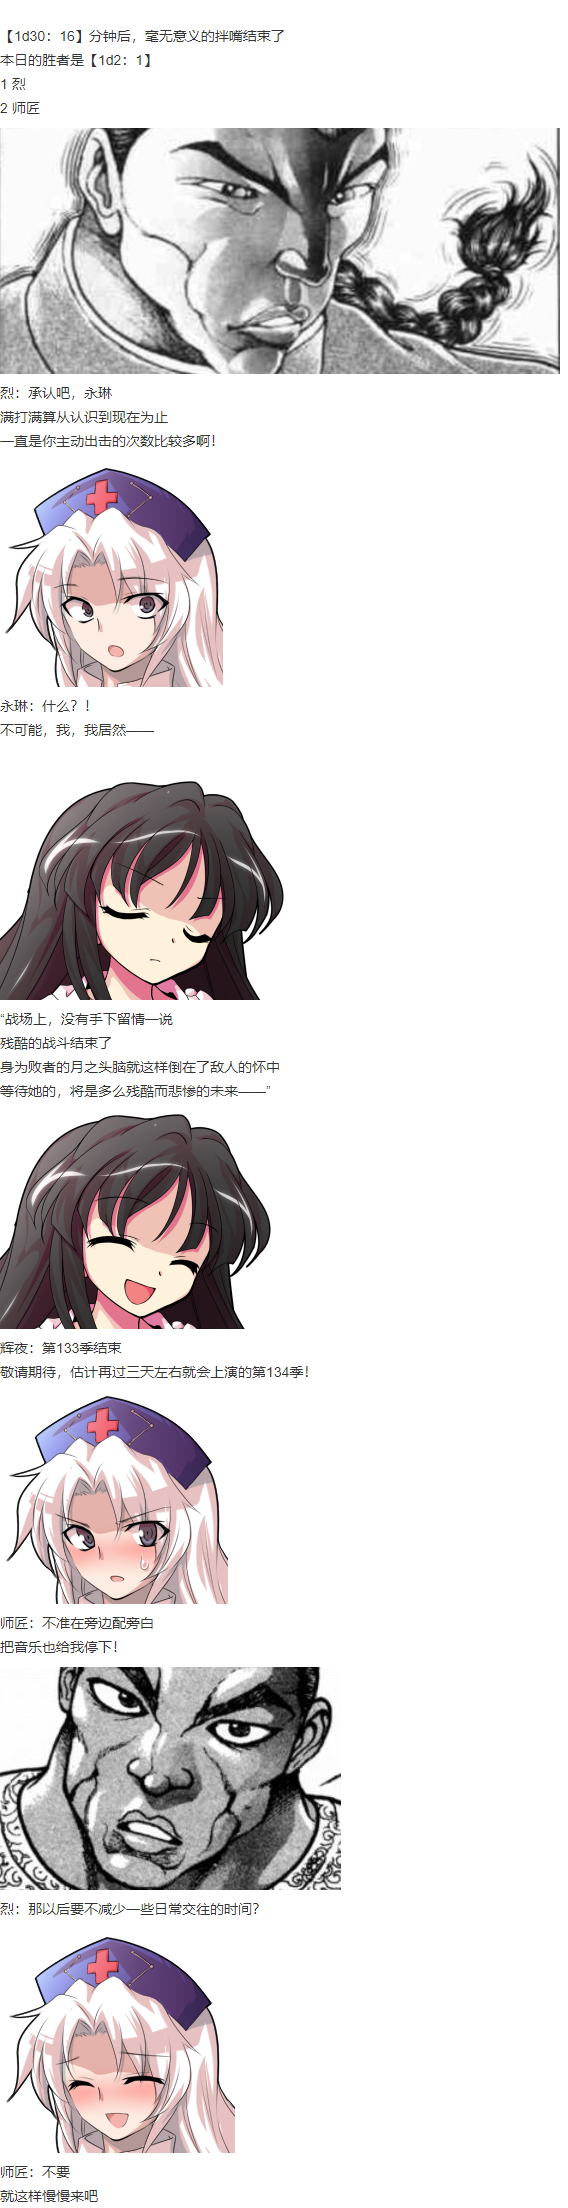 【1d30：16】分钟后，毫无意义的拌嘴结束了
本日的胜者是【1d2：1】
1 烈
2 师匠
烈：承认吧，永琳
满打满算从认识到现在为止
一直是你主动出击的次数比较多啊！
永琳：什么？！
不可能，我，我居然——
“战场上，没有手下留情一说
残酷的战斗结束了
身为败者的月之头脑就这样倒在了敌人的怀中
等待她的，将是多么残酷而悲惨的未来——”
辉夜：第133季结束
敬请期待，估计再过三天左右就会上演的第134季！
师匠：不准在旁边配旁白
把音乐也给我停下！
烈：那以后要不减少一些日常交往的时间？
师匠：不要
就这样慢慢来吧